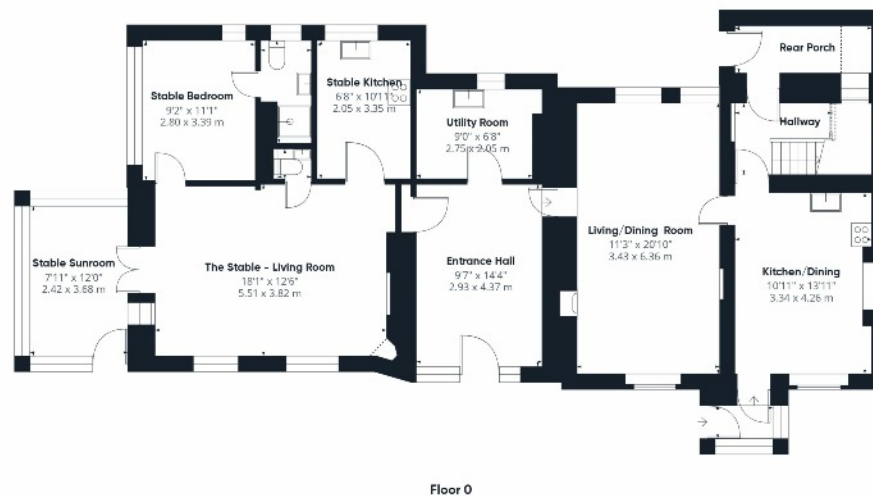 Rear Porch
Stable Bedroom
9'2" x 11'1"
2.80 x 3.39 m
Stable Kitchen
6'8" x 10'11"
2.05 x 3.35 m
Utility Room
9'0" x 6'8"
2.75 x 2.05 m
Hallway
Stable Sunroom
7'11" x 12'0"
2.42 x 3.68 m
The Stable - Living Room
18'1" x 12'6"
5.51 x 3.82 m
Entrance Hall
9'7" x 14'4"
2.93 x 4.37 m
Living/Dining Room
11'3" x 20'10"
3.43 x 6.36 m
Kitchen/Dining
10'11" x 13'11"
3.34 x 4.26 m
Floor 0